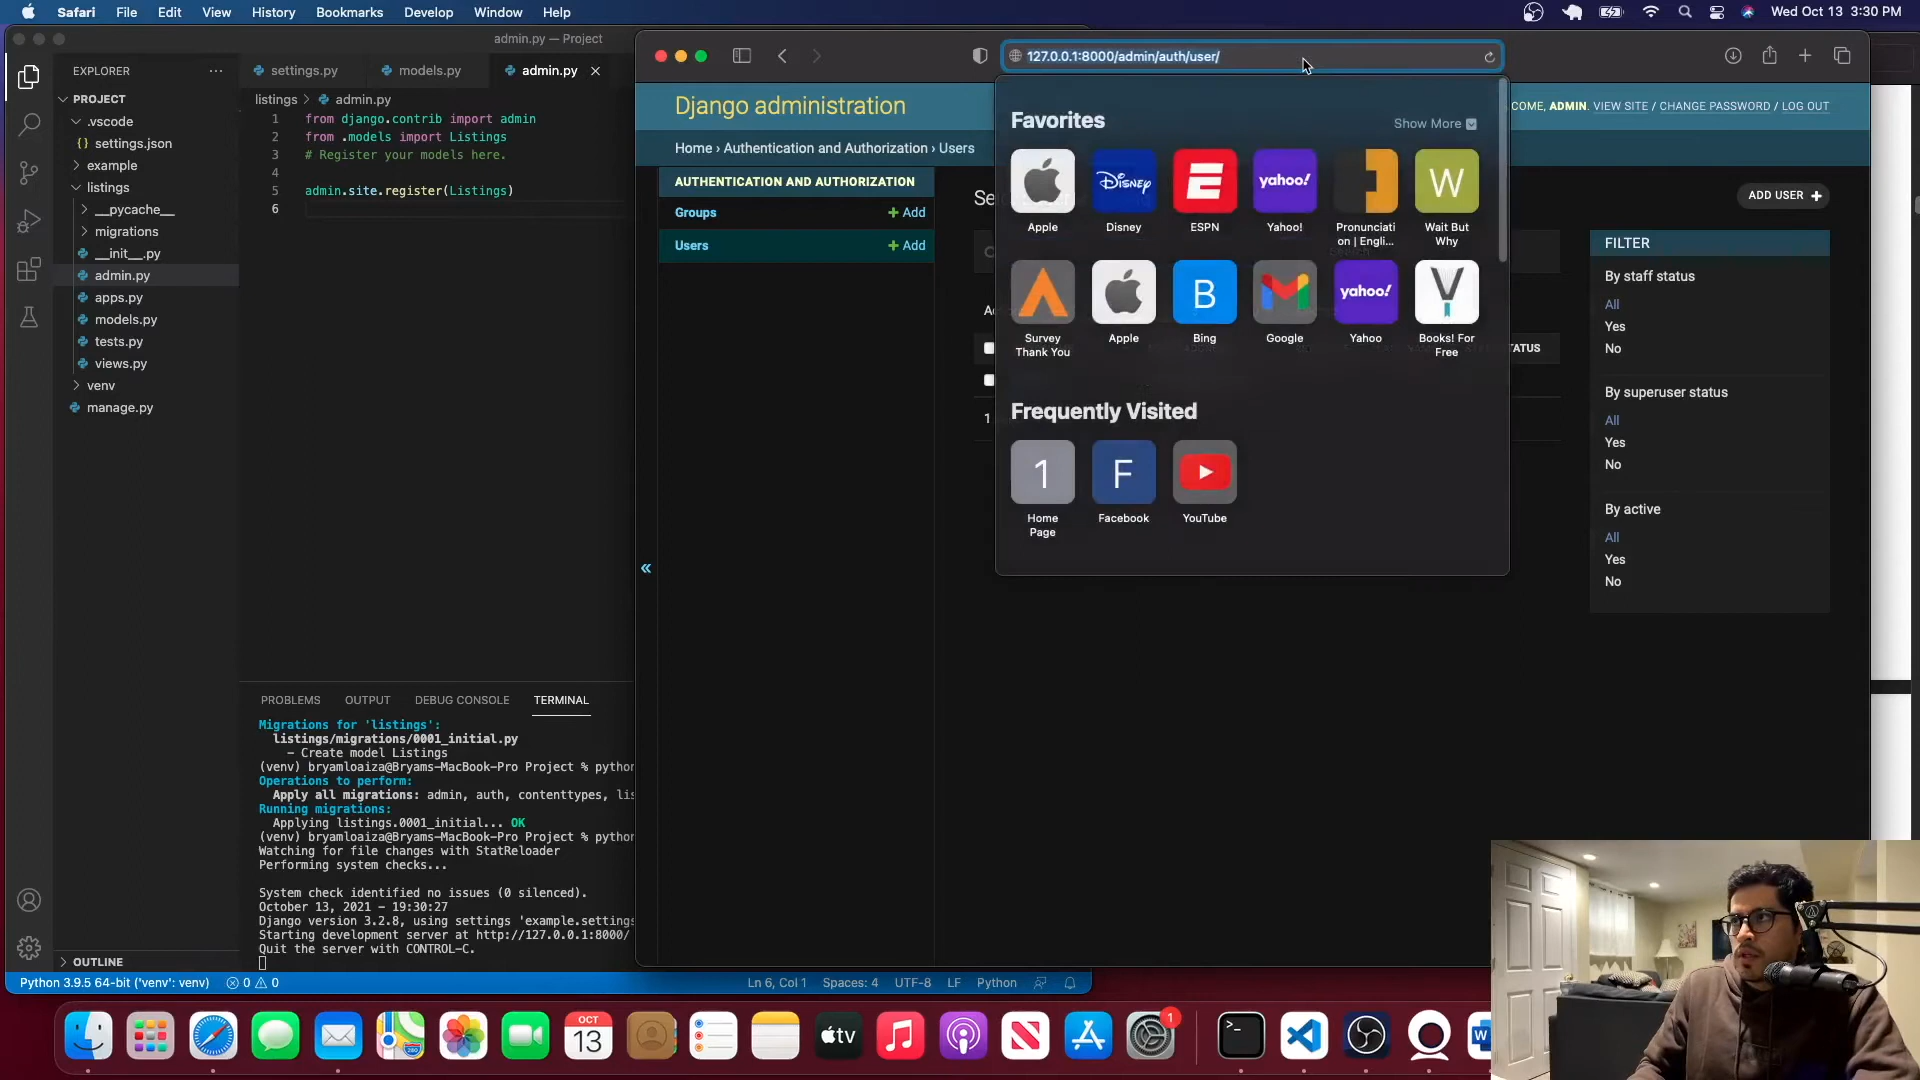 Safari File Edit View History Bookmarks Develop Window Help
Wed Oct 13 3:30 PM
admin.py — Project
EXPLORER
PROJECT
.vscode
{} settings.json
example
listings
__pycache__
migrations
__init__.py
admin.py
apps.py
models.py
tests.py
views.py
venv
manage.py
OUTLINE
settings.py models.py admin.py
listings > admin.py
1 from django.contrib import admin
2 from .models import Listings
3 # Register your models here.
4
5 admin.site.register(Listings)
6
PROBLEMS OUTPUT DEBUG CONSOLE TERMINAL
Migrations for 'listings':
listings/migrations/0001_initial.py
- Create model Listings
(venv) bryamloaiza@Bryams-MacBook-Pro Project % python
Operations to perform:
Apply all migrations: admin, auth, contenttypes, lis
Running migrations:
Applying listings.0001_initial... OK
(venv) bryamloaiza@Bryams-MacBook-Pro Project % python
Watching for file changes with StatReloader
Performing system checks...
System check identified no issues (0 silenced).
October 13, 2021 - 19:30:27
Django version 3.2.8, using settings 'example.settings
Starting development server at http://127.0.0.1:8000/
Quit the server with CONTROL-C.
Python 3.9.5 64-bit ('venv': venv) 0 0
Ln 6, Col 1 Spaces: 4 UTF-8 LF Python
127.0.0.1:8000/admin/auth/user/
Django administration
COME, ADMIN. VIEW SITE / CHANGE PASSWORD / LOG OUT
Home › Authentication and Authorization › Users
AUTHENTICATION AND AUTHORIZATION
Groups + Add
Users + Add
«
Se
ADD USER +
A
ATUS
1
Favorites
Show More
Disney
yahoo!
W
Apple
Disney
ESPN
Yahoo!
Pronunciati
on | Engli...
Wait But
Why
B
yahoo!
Survey
Thank You
Apple
Bing
Google
Yahoo
Books! For
Free
Frequently Visited
1
F
Home
Page
Facebook
YouTube
FILTER
By staff status
All
Yes
No
By superuser status
All
Yes
No
By active
All
Yes
No
OCT
13
tv
1
W